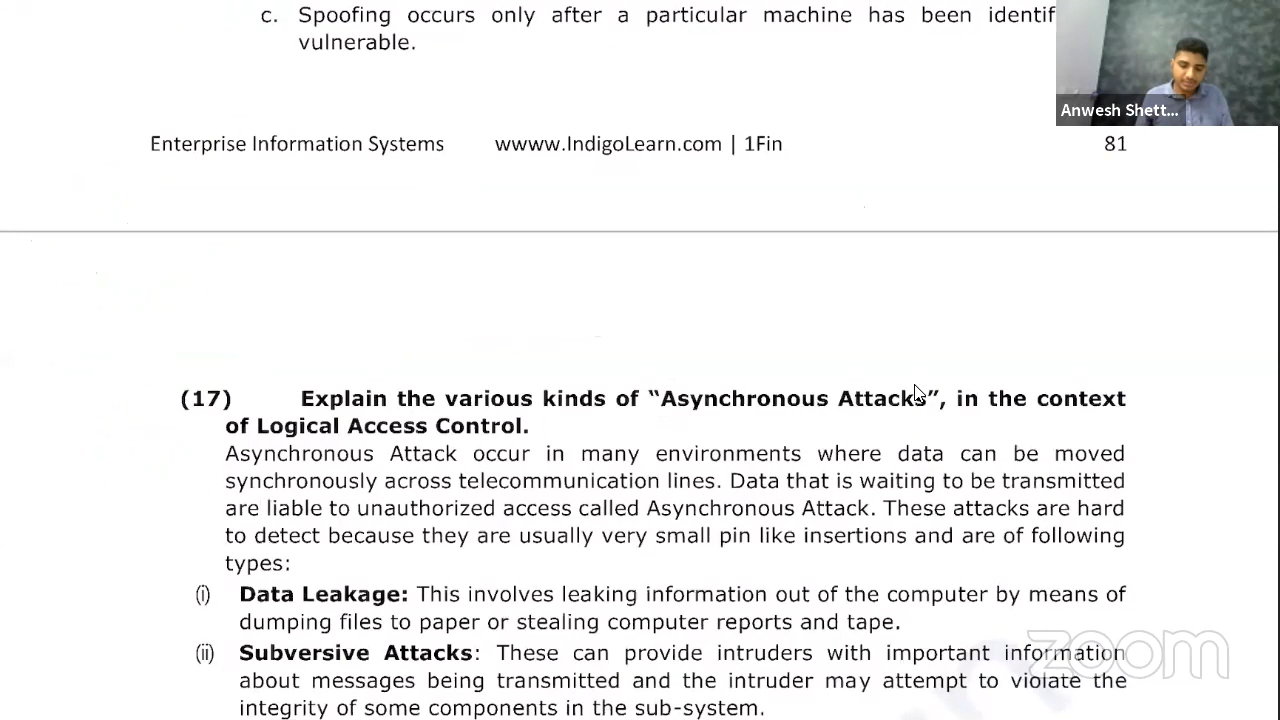 c. Spoofing occurs only after a particular machine has been
vulnerable.
Anwesh Shett...
Enterprise Information Systems wwww.IndigoLearn.com | 1Fin 81
(17) Explain the various kinds of “Asynchronous Attacks”, in the context
of Logical Access Control.
Asynchronous Attack occur in many environments where data can be moved
synchronously across telecommunication lines. Data that is waiting to be transmitted
are liable to unauthorized access called Asynchronous Attack. These attacks are hard
to detect because they are usually very small pin like insertions and are of following
types:
(i) Data Leakage: This involves leaking information out of the computer by means of
dumping files to paper or stealing computer reports and tape.
(ii) Subversive Attacks: These can provide intruders with important information
about messages being transmitted and the intruder may attempt to violate the
integrity of some components in the sub-system.
zoom